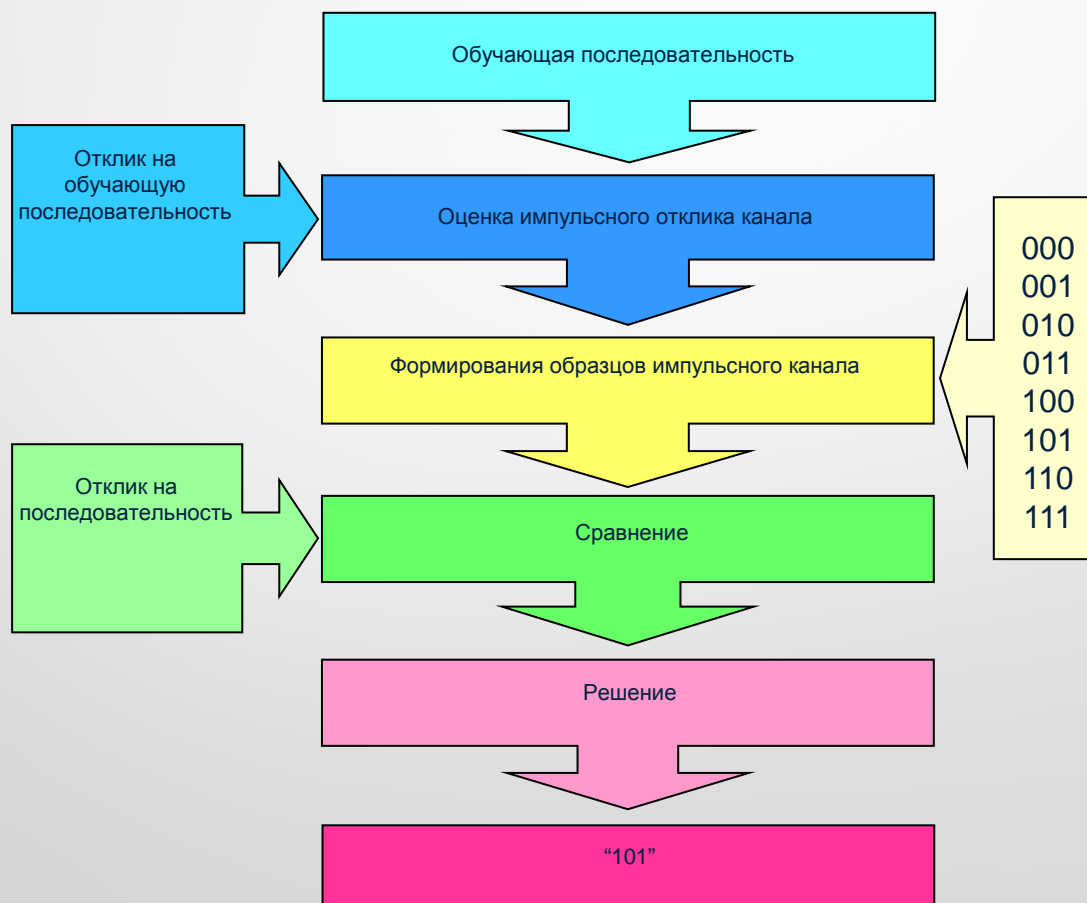 Обучающая последовательность
Отклик на
обучающую
последовательность
Оценка импульсного отклика канала
000
001
010
011
100
101
110
111
Формирования образцов импульсного канала
Отклик на
последовательность
Сравнение
Решение
“101”